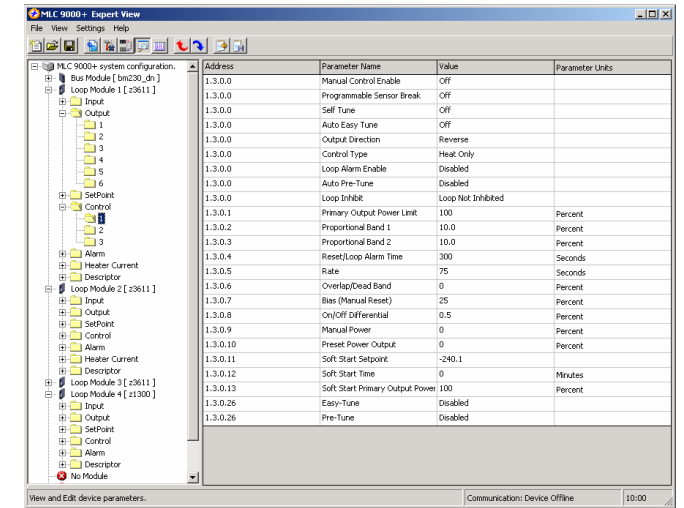 MLC 9000+ Expert View
File View Settings Help
MLC 9000+ system configuration.
Bus Module [ bm230_dn ]
Loop Module 1 [ z3611 ]
Input
Output
1
2
3
4
5
6
SetPoint
Control
1
2
3
Alarm
Heater Current
Descriptor
Loop Module 2 [ z3611 ]
Input
Output
SetPoint
Control
Alarm
Heater Current
Descriptor
Loop Module 3 [ z3611 ]
Loop Module 4 [ z1300 ]
Input
Output
SetPoint
Control
Alarm
Descriptor
No Module
Address Parameter Name Value Parameter Units
1.3.0.0 Manual Control Enable Off
1.3.0.0 Programmable Sensor Break Off
1.3.0.0 Self Tune Off
1.3.0.0 Auto Easy Tune Off
1.3.0.0 Output Direction Reverse
1.3.0.0 Control Type Heat Only
1.3.0.0 Loop Alarm Enable Disabled
1.3.0.0 Auto Pre-Tune Disabled
1.3.0.0 Loop Inhibit Loop Not Inhibited
1.3.0.1 Primary Output Power Limit 100 Percent
1.3.0.2 Proportional Band 1 10.0 Percent
1.3.0.3 Proportional Band 2 10.0 Percent
1.3.0.4 Reset/Loop Alarm Time 300 Seconds
1.3.0.5 Rate 75 Seconds
1.3.0.6 Overlap/Dead Band 0 Percent
1.3.0.7 Bias (Manual Reset) 25 Percent
1.3.0.8 On/Off Differential 0.5 Percent
1.3.0.9 Manual Power 0 Percent
1.3.0.10 Preset Power Output 0 Percent
1.3.0.11 Soft Start Setpoint -240.1
1.3.0.12 Soft Start Time 0 Minutes
1.3.0.13 Soft Start Primary Output Power 100 Percent
1.3.0.26 Easy-Tune Disabled
1.3.0.26 Pre-Tune Disabled
View and Edit device parameters. Communication: Device Offline 10:00